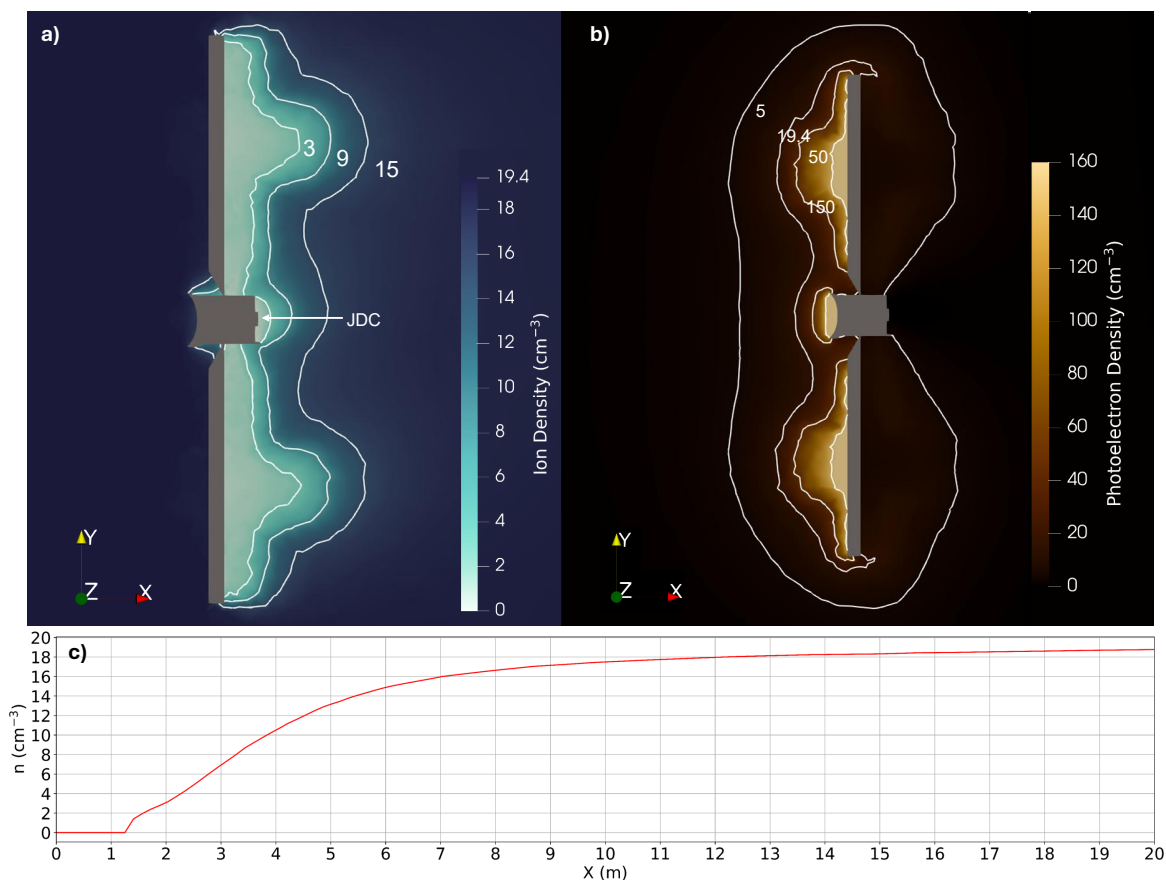 a)
3
9
15
JDC
19.4
18
16
14
12
10
8
6
4
2
0
Ion Density (cm⁻³)
Y
Z
X
b)
5
19.4
50
150
160
140
120
100
80
60
40
20
0
Photoelectron Density (cm⁻³)
Y
Z
X
c)
20
18
16
14
12
10
8
6
4
2
0
n (cm⁻³)
0 1 2 3 4 5 6 7 8 9 10 11 12 13 14 15 16 17 18 19 20
X (m)